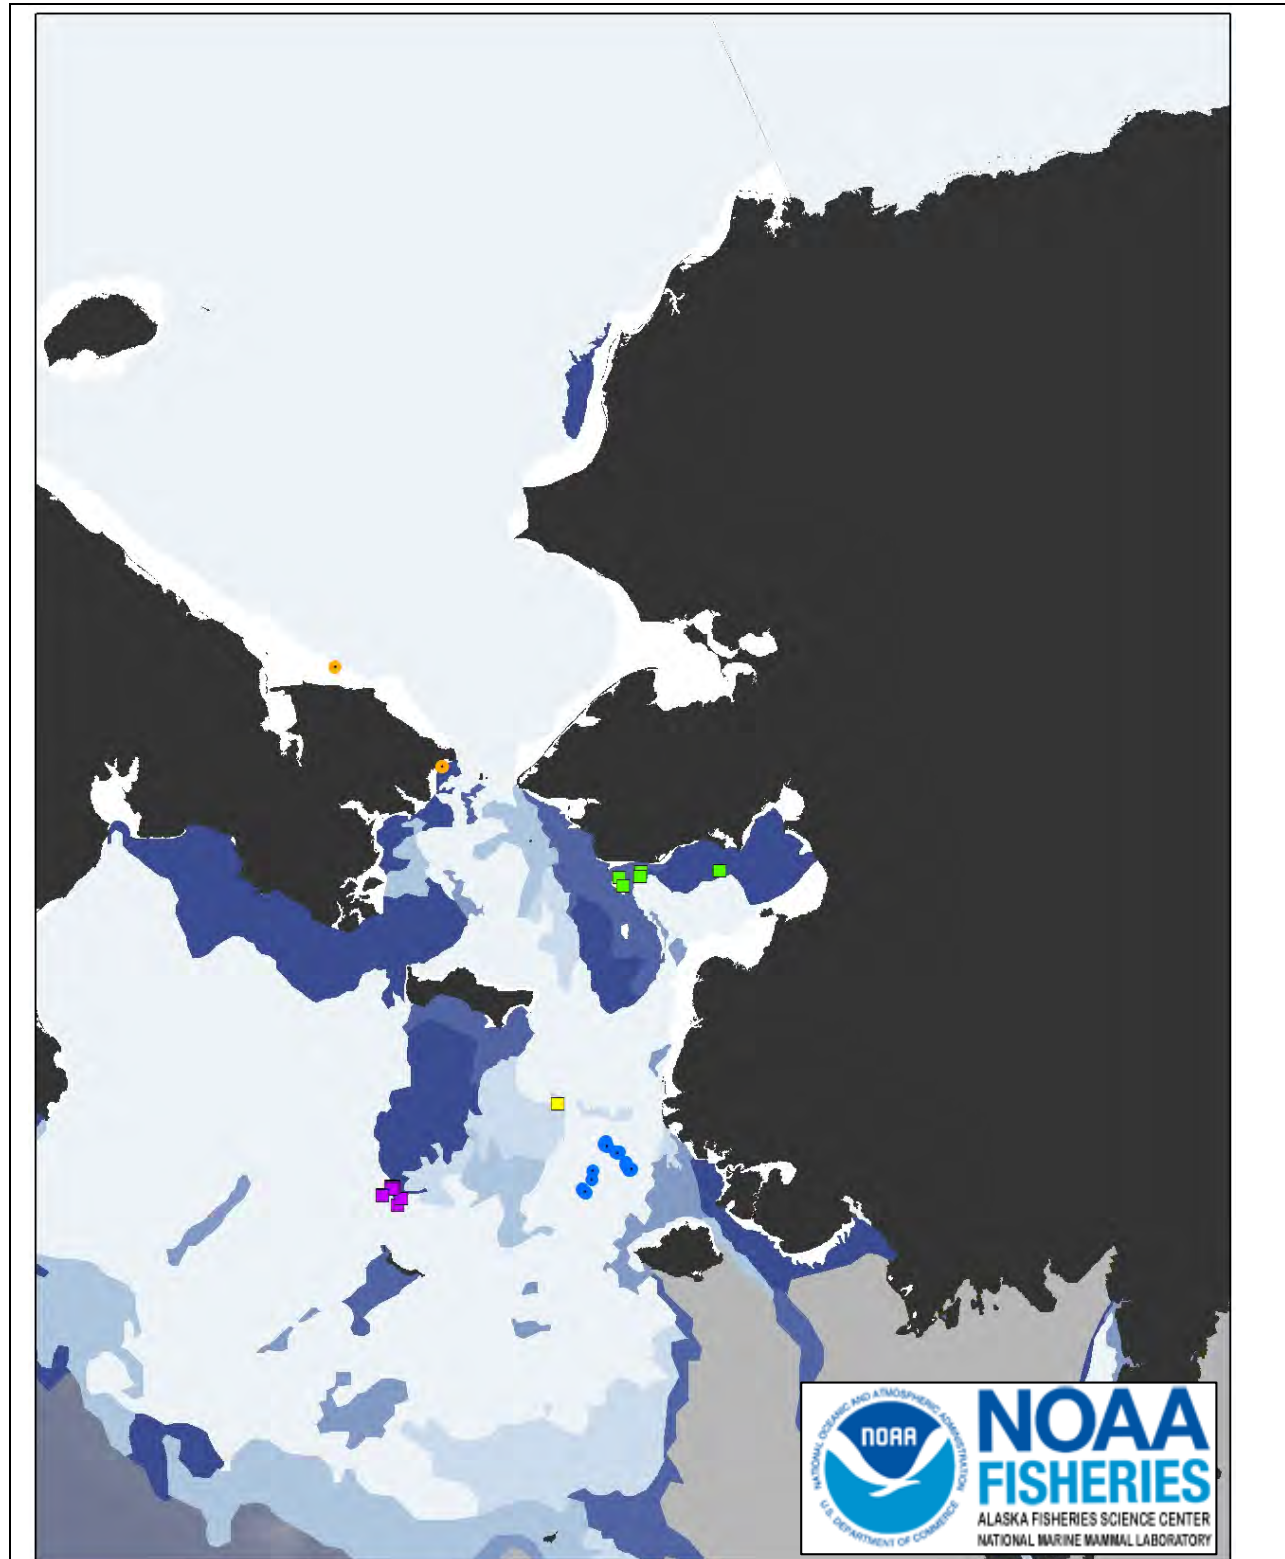 NATIONAL OCEANIC AND ATMOSPHERIC ADMINISTRATION
NOAA
U.S. DEPARTMENT OF COMMERCE
NOAA
FISHERIES
ALASKA FISHERIES SCIENCE CENTER
NATIONAL MARINE MAMMAL LABORATORY